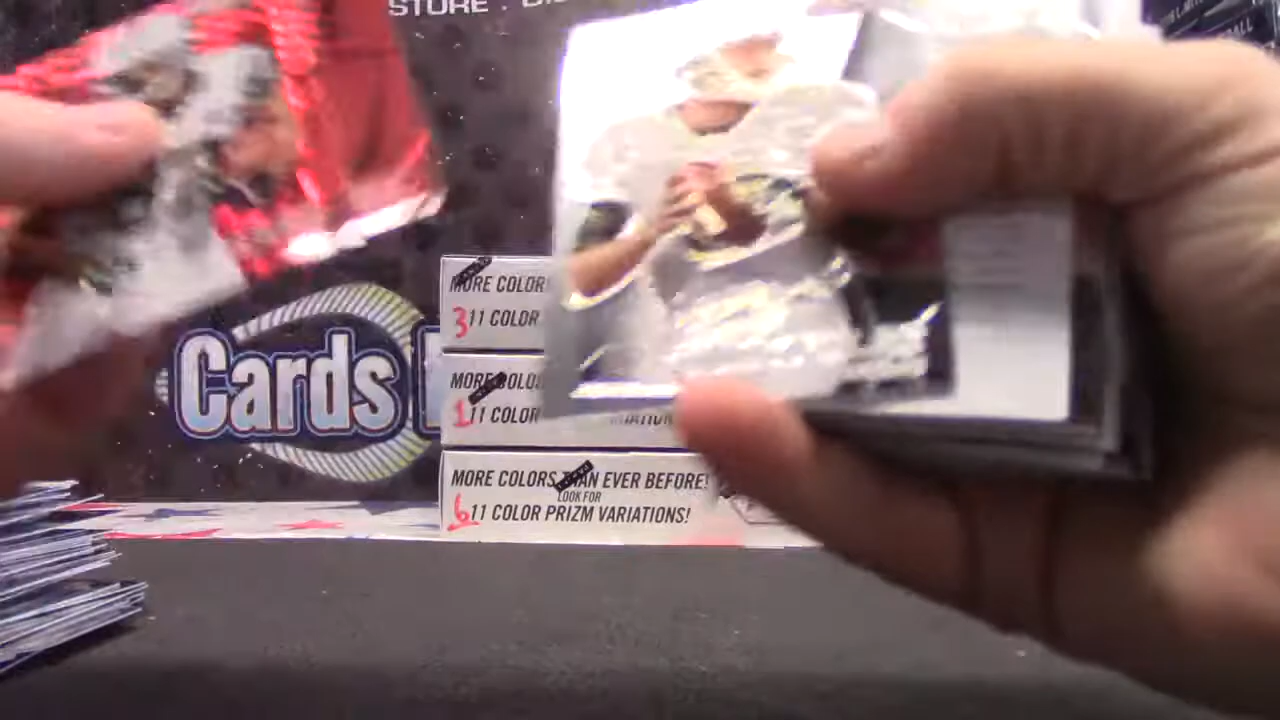 STORE :
MORE COLOR
3 11 COLOR
MORE COLO
1 11 COLOR
Cards
MORE COLORS THAN EVER BEFORE!
LOOK FOR
6 11 COLOR PRIZM VARIATIONS!